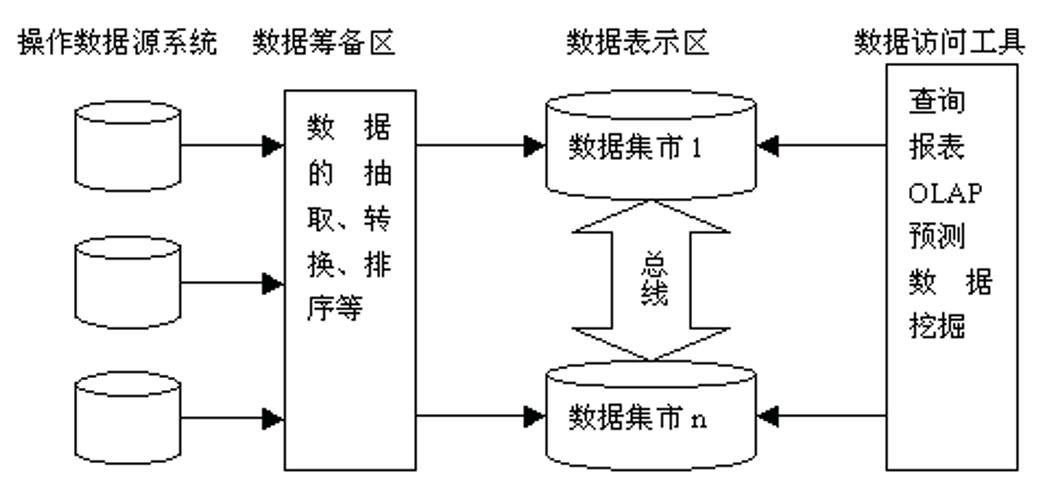 操作数据源系统 数据筹备区 数据表示区 数据访问工具
数 据
的 抽
取、转
换、排
序等
数据集市 1
总
线
数据集市 n
查询
报表
OLAP
预测
数 据
挖掘